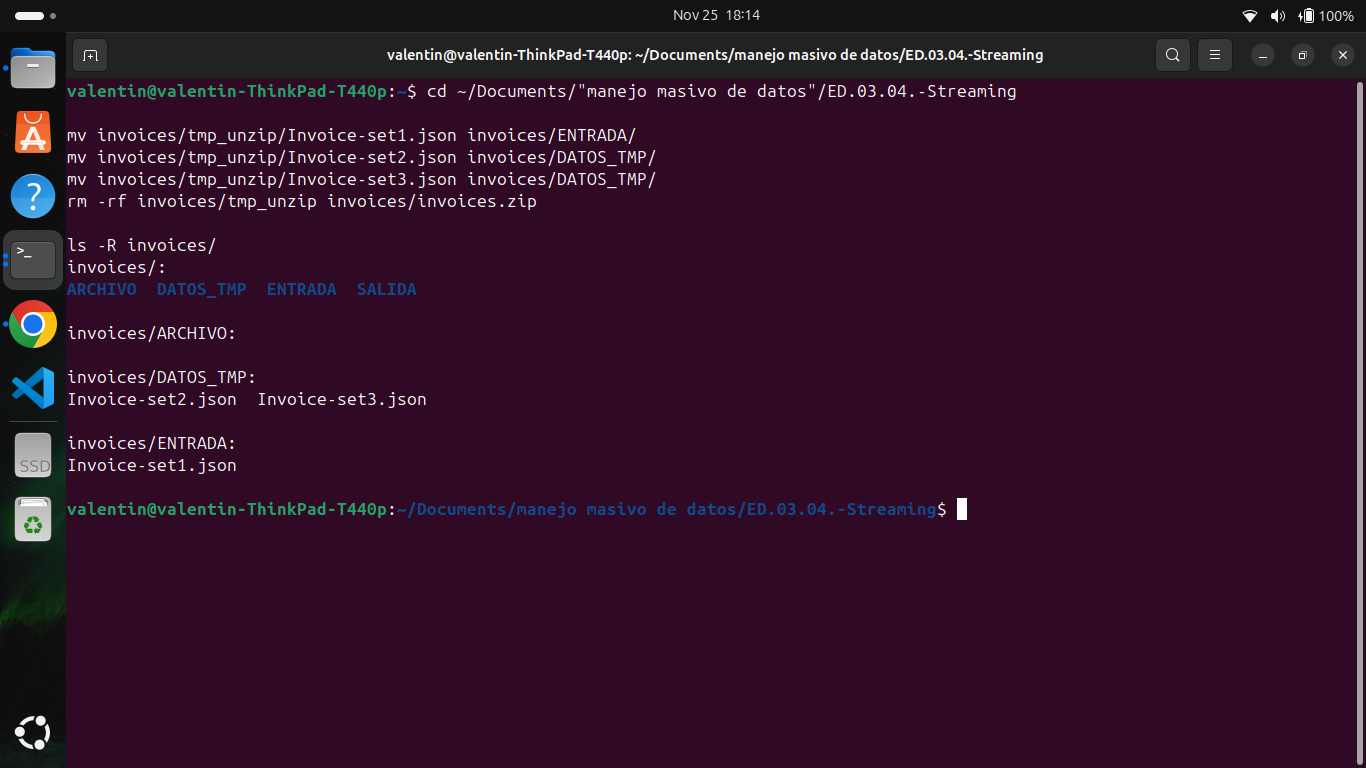 Nov 25 18:14
100%
valentin@valentin-ThinkPad-T440p: ~/Documents/manejo masivo de datos/ED.03.04.-Streaming
valentin@valentin-ThinkPad-T440p:~$ cd ~/Documents/"manejo masivo de datos"/ED.03.04.-Streaming
mv invoices/tmp_unzip/Invoice-set1.json invoices/ENTRADA/
mv invoices/tmp_unzip/Invoice-set2.json invoices/DATOS_TMP/
mv invoices/tmp_unzip/Invoice-set3.json invoices/DATOS_TMP/
rm -rf invoices/tmp_unzip invoices/invoices.zip
ls -R invoices/
invoices/:
ARCHIVO  DATOS_TMP  ENTRADA  SALIDA
invoices/ARCHIVO:
invoices/DATOS_TMP:
Invoice-set2.json  Invoice-set3.json
invoices/ENTRADA:
Invoice-set1.json
valentin@valentin-ThinkPad-T440p:~/Documents/manejo masivo de datos/ED.03.04.-Streaming$
SSD